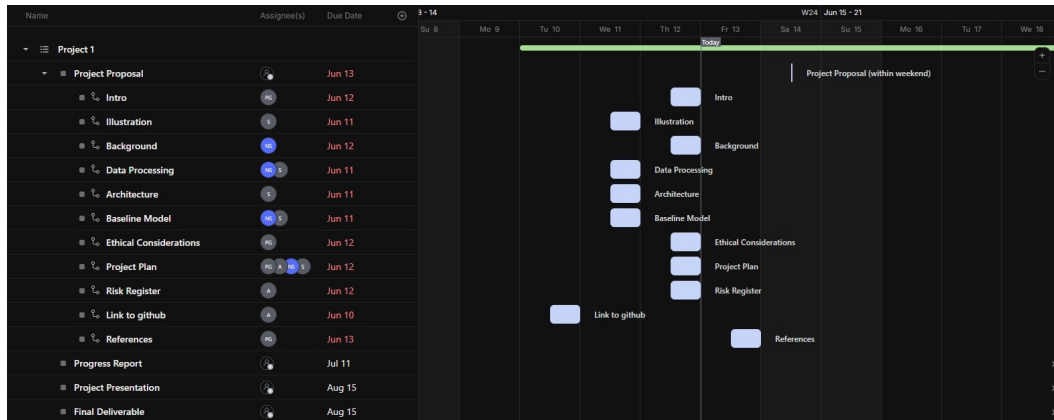 Name Assignee(s) Due Date 8 - 14 W24 Jun 15 - 21
Su 8 Mo 9 Tu 10 We 11 Th 12 Fr 13 Sa 14 Su 15 Mo 16 Tu 17 We 18
Today
Project 1
Project Proposal Jun 13 Project Proposal (within weekend)
Intro PG Jun 12 Intro
Illustration S Jun 11 Illustration
Background NS Jun 12 Background
Data Processing NS S Jun 11 Data Processing
Architecture S Jun 11 Architecture
Baseline Model NS S Jun 11 Baseline Model
Ethical Considerations PG Jun 12 Ethical Considerations
Project Plan PG A NS S Jun 12 Project Plan
Risk Register A Jun 12 Risk Register
Link to github A Jun 10 Link to github
References PG Jun 13 References
Progress Report Jul 11
Project Presentation Aug 15
Final Deliverable Aug 15